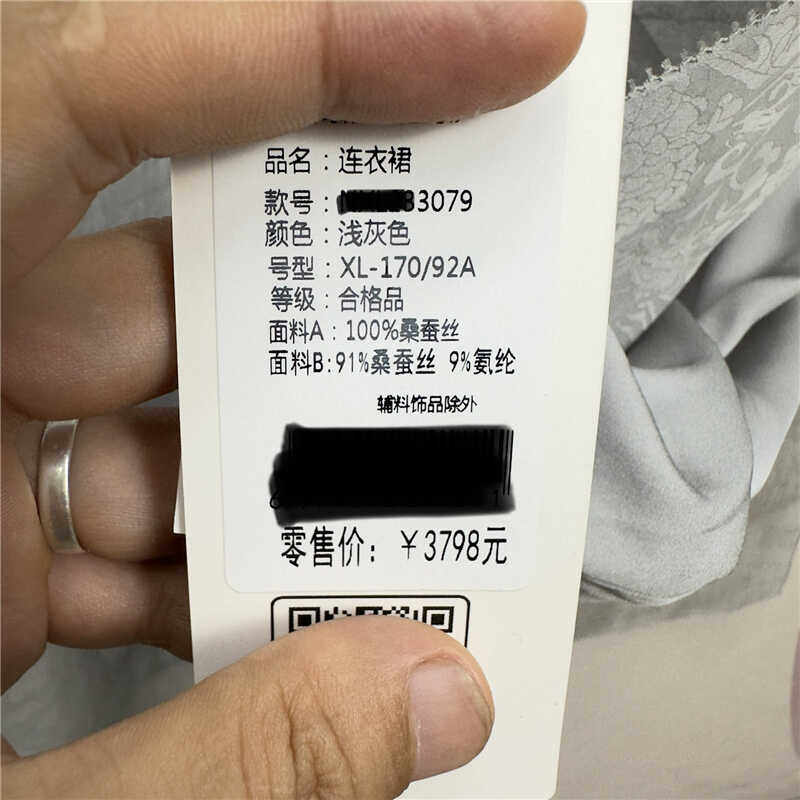 品名：连衣裙
款号：83079
颜色：浅灰色
号型：XL-170/92A
等级：合格品
面料A：100%桑蚕丝
面料B：91%桑蚕丝 9%氨纶
辅料饰品除外
零售价：￥3798元